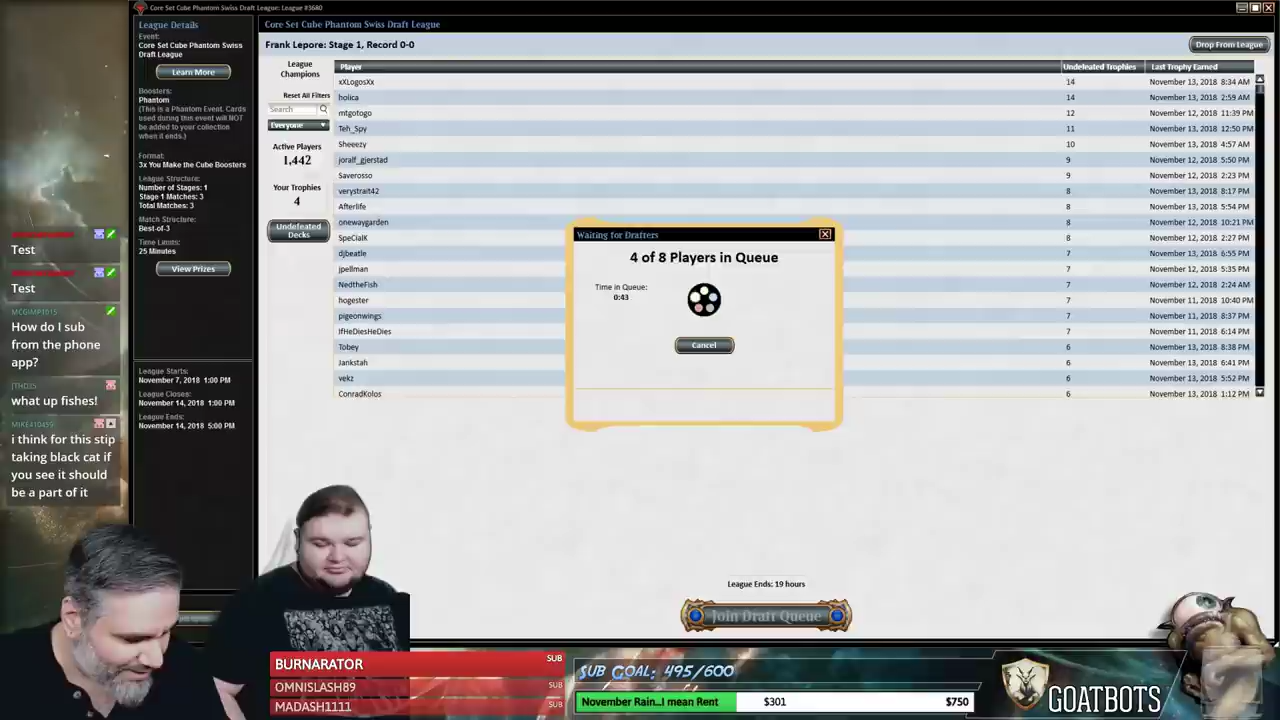 Core Set Cube Phantom Swiss Draft League: League #3680
League Details
Event:
Core Set Cube Phantom Swiss
Draft League
Learn More
Boosters:
Phantom
(This is a Phantom Event. Cards
used during this event will NOT
be added to your collection
when it ends.)
Format:
3x You Make the Cube Boosters
League Structure:
Number of Stages: 1
Stage 1 Matches: 3
Total Matches: 3
Match Structure:
Best-of-3
Time Limits:
25 Minutes
View Prizes
League Starts:
November 7, 2018 1:00 PM
League Closes:
November 14, 2018 1:00 PM
League Ends:
November 14, 2018 5:00 PM
Test
Test
MCGIMP1015
How do I sub
from the phone
app?
JTHD15
what up fishes!
MIKE410459
i think for this stip
taking black cat if
you see it should
be a part of it
Core Set Cube Phantom Swiss Draft League
Frank Lepore: Stage 1, Record 0-0
Drop From League
League
Champions
Reset All Filters
Search
Everyone
Active Players
1,442
Your Trophies
4
Undefeated
Decks
Player Undefeated Trophies Last Trophy Earned
xXLogosXx 14 November 13, 2018 8:34 AM
holica 14 November 13, 2018 2:59 AM
mtgotogo 12 November 12, 2018 11:39 PM
Teh_Spy 11 November 13, 2018 12:50 PM
Sheeezy 10 November 13, 2018 4:57 AM
joralf_gjerstad 9 November 12, 2018 5:50 PM
Saverosso 9 November 12, 2018 2:23 PM
verystrait42 8 November 13, 2018 8:17 PM
Afterlife 8 November 13, 2018 5:54 PM
onewaygarden 8 November 12, 2018 10:21 PM
SpeCialK 8 November 12, 2018 2:27 PM
djbeatle 7 November 13, 2018 6:35 PM
jpellman 7 November 12, 2018 5:35 PM
NedtheFish 7 November 12, 2018 2:24 AM
hogester 7 November 11, 2018 10:40 PM
pigeonwings 7 November 11, 2018 8:37 PM
IfHeDiesHeDies 7 November 11, 2018 6:14 PM
Tobey 6 November 13, 2018 8:38 PM
Jankstah 6 November 13, 2018 6:41 PM
vekz 6 November 13, 2018 5:52 PM
ConradKolos 6 November 13, 2018 1:12 PM
Waiting for Drafters
4 of 8 Players in Queue
Time in Queue:
0:43
Cancel
League Ends: 19 hours
Join Draft Queue
BURNARATOR SUB
OMNISLASH89 SUB
MADASH1111 SUB
SUB GOAL: 495/600
November Rain...I mean Rent $301 $750
GOATBOTS